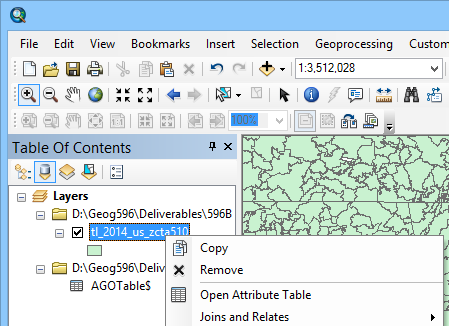 File Edit View Bookmarks Insert Selection Geoprocessing Custom
1:3,512,028
100%
Table Of Contents
Layers
D:\Geog596\Deliverables\596B
tl_2014_us_zcta510
D:\Geog596\Deliv
AGOTable$
Copy
Remove
Open Attribute Table
Joins and Relates